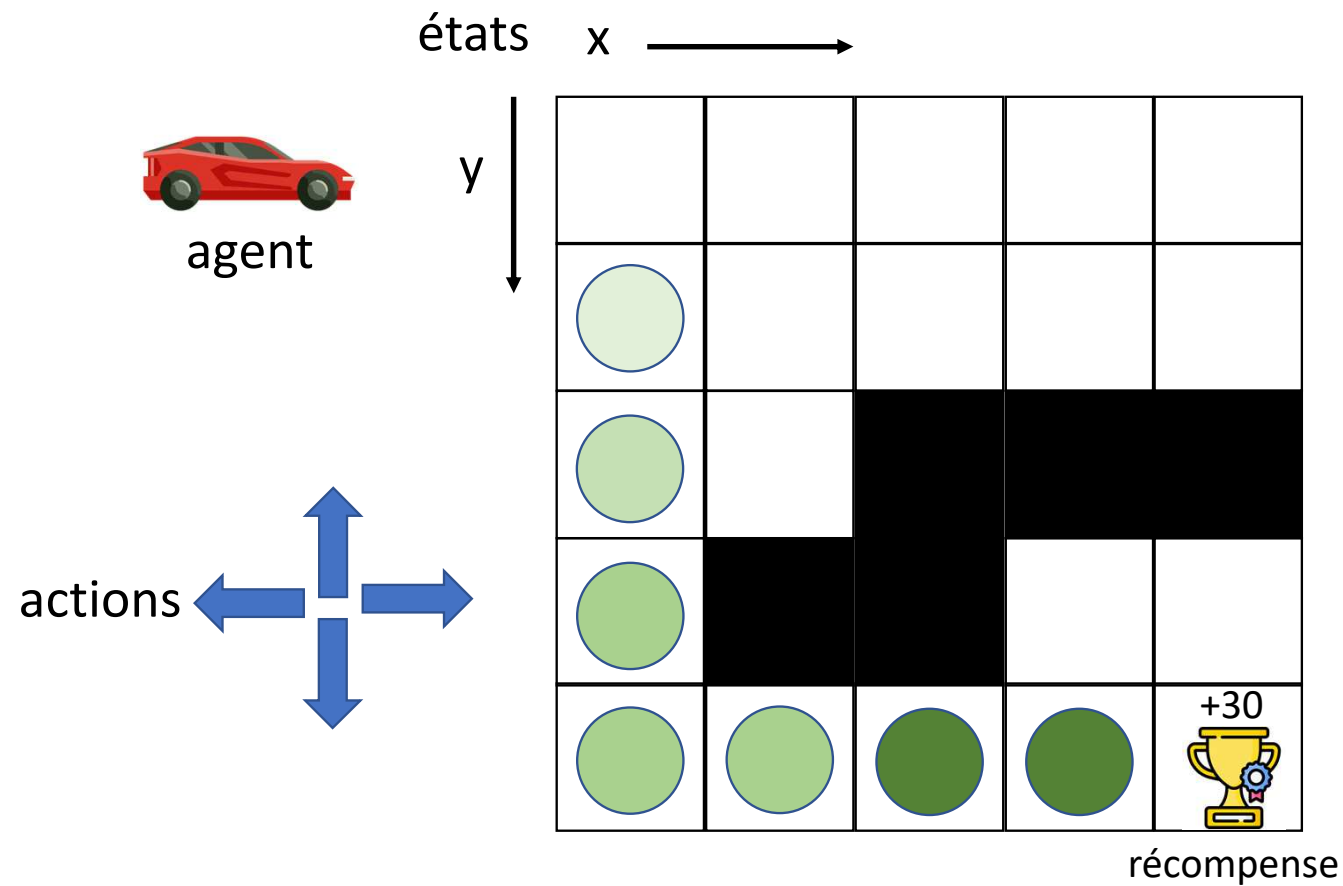 états x
y
agent
actions
+30
récompense